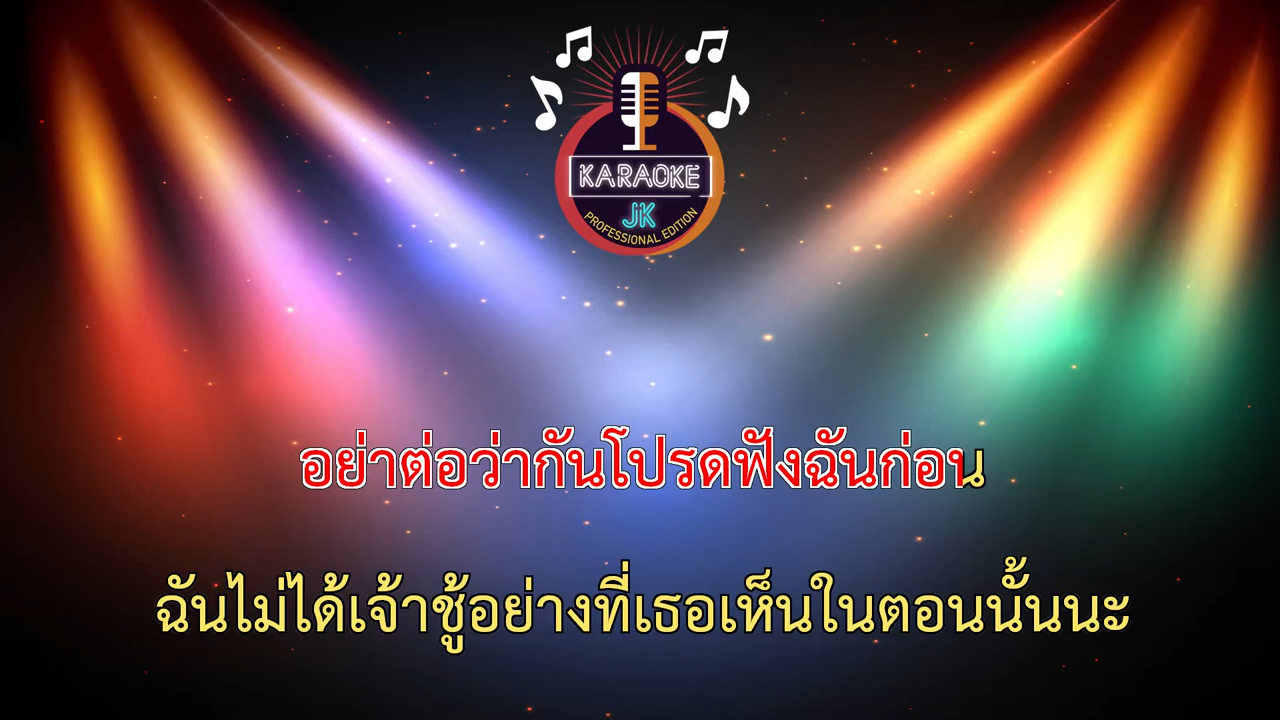 KARAOKE
JK
PROFESSIONAL EDITION
อย่าต่อว่ากันโปรดฟังฉันก่อน
ฉันไม่ได้เจ้าชู้อย่างที่เธอเห็นในตอนนั้นนะ